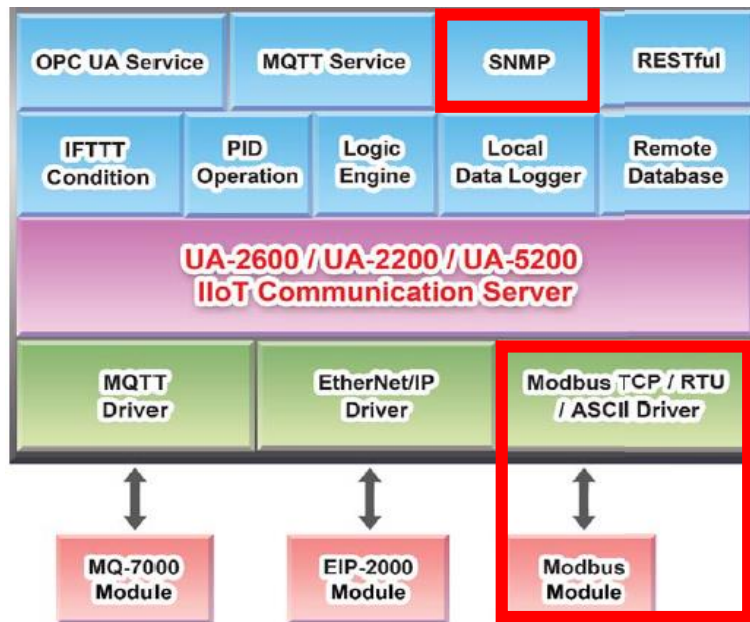 OPC UA Service
MQTT Service
SNMP
RESTful
IFTTT
Condition
PID
Operation
Logic
Engine
Local
Data Logger
Remote
Database
UA-2600 / UA-2200 / UA-5200
IIoT Communication Server
MQTT
Driver
EtherNet/IP
Driver
Modbus TCP / RTU
/ ASCII Driver
MQ-7000
Module
EIP-2000
Module
Modbus
Module